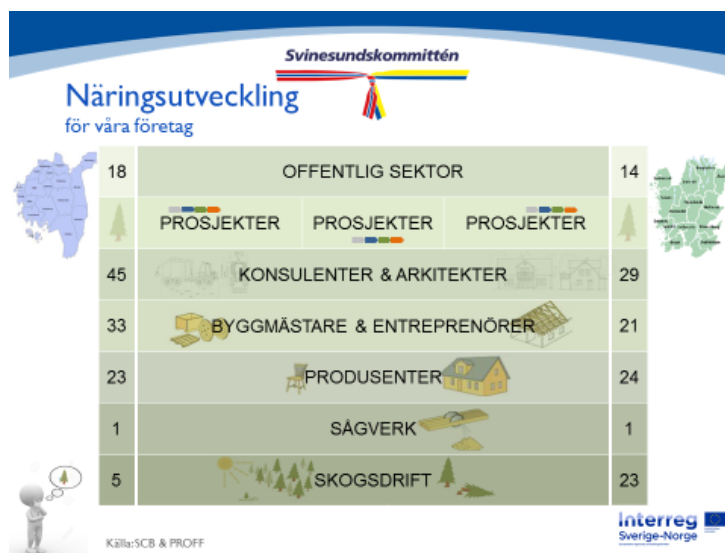 Svinesundskommittén
Näringsutveckling
för våra företag
18 OFFENTLIG SEKTOR 14
PROSJEKTER PROSJEKTER PROSJEKTER
45 KONSULENTER & ARKITEKTER 29
33 BYGGMÄSTARE & ENTREPRENÖRER 21
23 PRODUSENTER 24
1 SÅGVERK 1
5 SKOGSDRIFT 23
Källa:SCB & PROFF
Interreg
Sverige-Norge